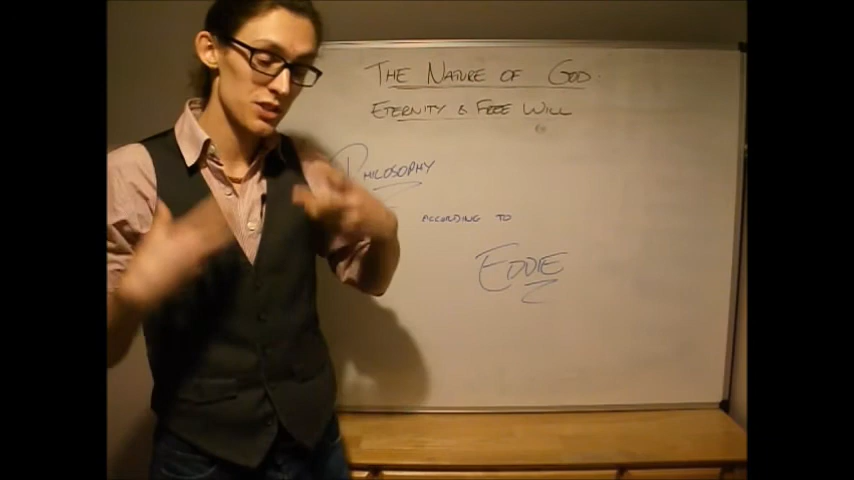 THE NATURE OF GOD.
ETERNITY & FREE WILL
PHILOSOPHY
ACCORDING TO
EDDIE